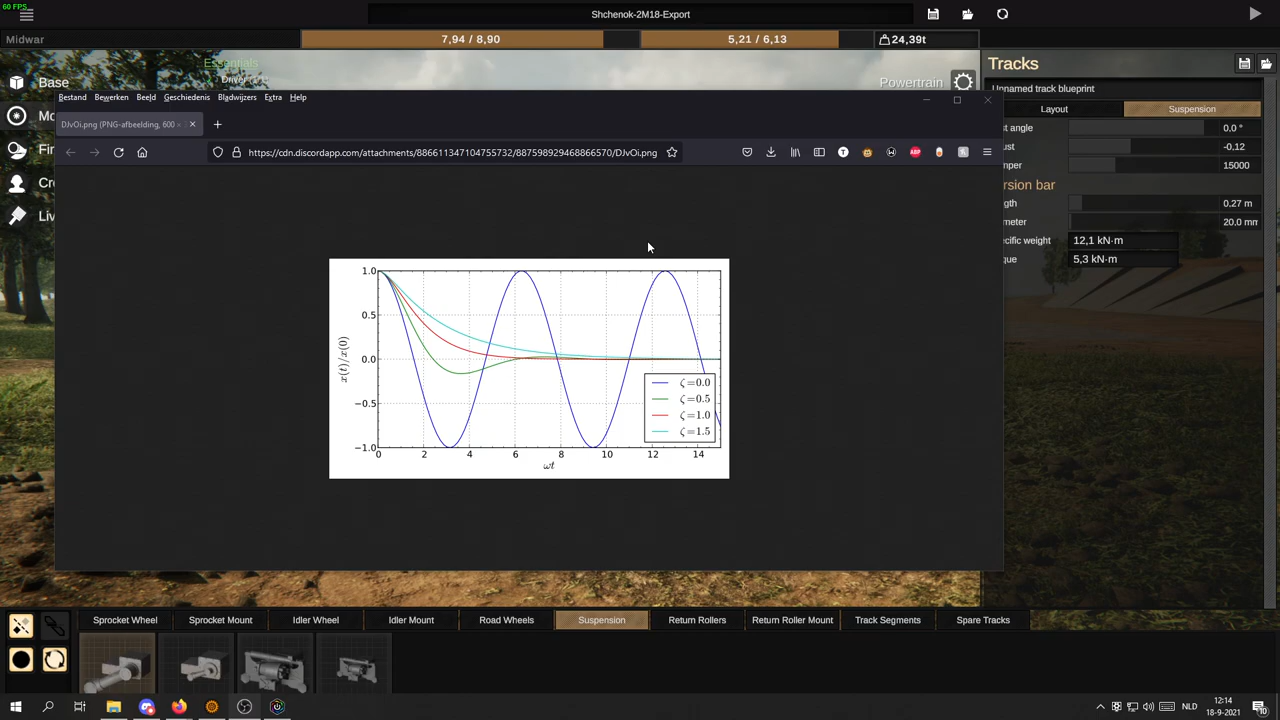 60 FPS
Shchenok-2M18-Export
Midwar
7,94 / 8,90
5,21 / 6,13
24,39t
Essentials
Driver
Powertrain
Base
Tracks
Unnamed track blueprint
Layout
Suspension
0.0 °
-0,12
15000
0.27 m
20,0 mm
12,1 kN·m
5,3 kN·m
Bestand Bewerken Beeld Geschiedenis Bladwijzers Extra Help
DJvOi.png (PNG-afbeelding, 600 ×
https://cdn.discordapp.com/attachments/886611347104755732/887598929468866570/DJvOi.png
1.0
0.5
0.0
−0.5
−1.0
x(t)/x(0)
0 2 4 6 8 10 12 14
ωt
ζ=0.0
ζ=0.5
ζ=1.0
ζ=1.5
Sprocket Wheel
Sprocket Mount
Idler Wheel
Idler Mount
Road Wheels
Suspension
Return Rollers
Return Roller Mount
Track Segments
Spare Tracks
NLD
12:14
18-9-2021